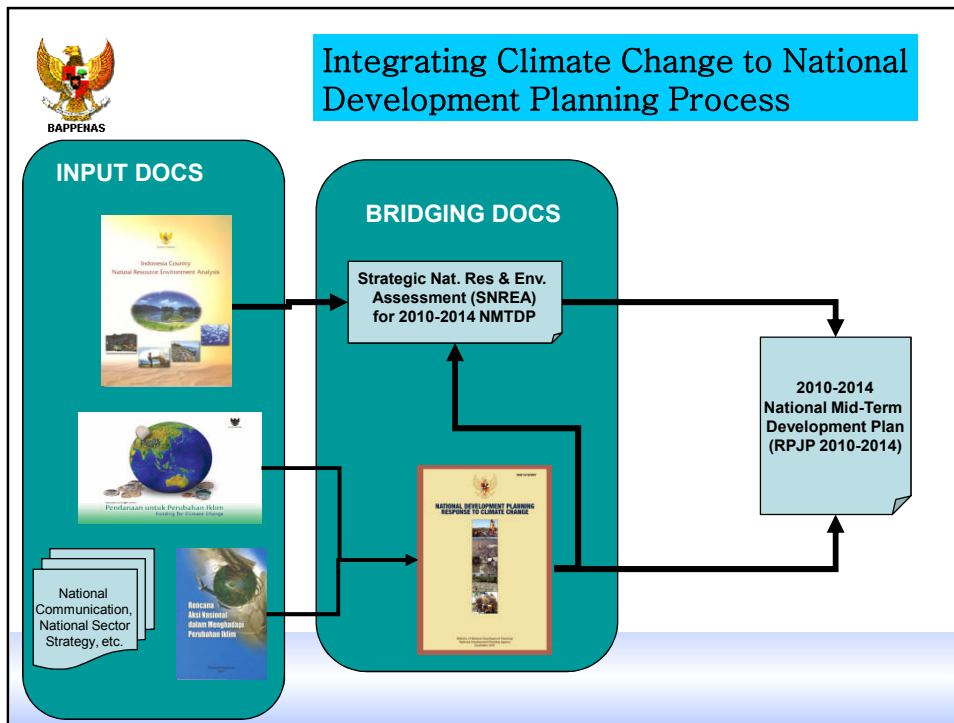 Integrating Climate Change to National
Development Planning Process
BAPPENAS
INPUT DOCS
Indonesia Country
Natural Resource Environment Analysis
Pendanaan untuk Perubahan Iklim
Funding for Climate Change
National
Communication,
National Sector
Strategy, etc.
Rencana
Aksi Nasional
dalam Menghadapi
Perubahan Iklim
BRIDGING DOCS
Strategic Nat. Res & Env.
Assessment (SNREA)
for 2010-2014 NMTDP
NATIONAL DEVELOPMENT PLANNING
RESPONSE TO CLIMATE CHANGE
2010-2014
National Mid-Term
Development Plan
(RPJP 2010-2014)